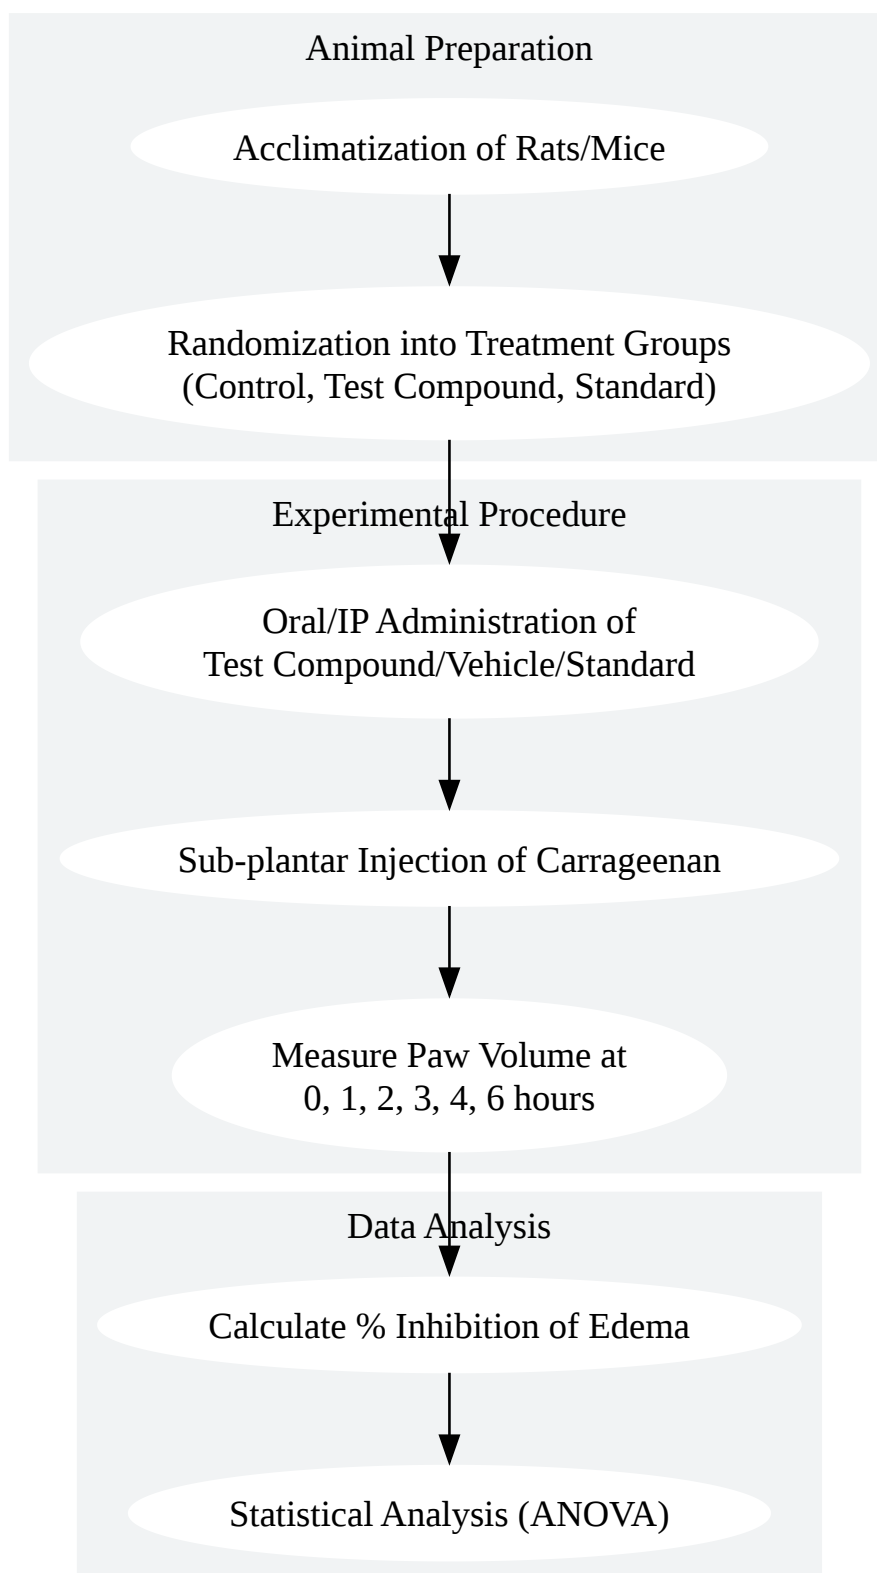 Animal Preparation
Acclimatization of Rats/Mice
Randomization into Treatment Groups
(Control, Test Compound, Standard)
Experimental Procedure
Oral/IP Administration of
Test Compound/Vehicle/Standard
Sub-plantar Injection of Carrageenan
Measure Paw Volume at
0, 1, 2, 3, 4, 6 hours
Data Analysis
Calculate % Inhibition of Edema
Statistical Analysis (ANOVA)